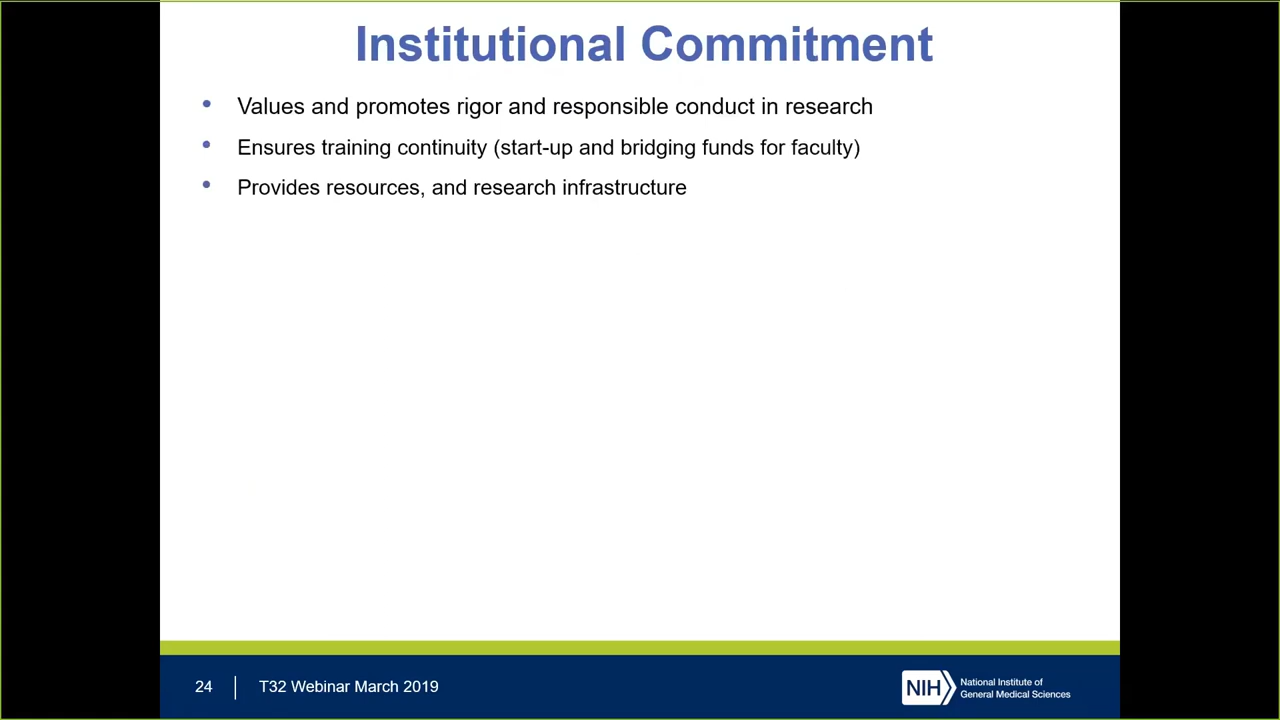 Institutional Commitment
• Values and promotes rigor and responsible conduct in research
• Ensures training continuity (start-up and bridging funds for faculty)
• Provides resources, and research infrastructure
24 T32 Webinar March 2019
NIH National Institute of
General Medical Sciences